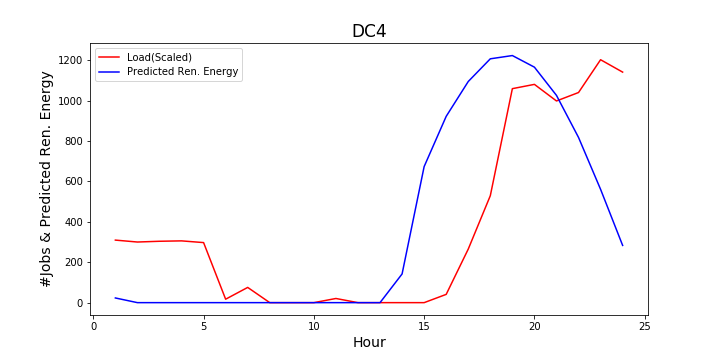 DC4
Load(Scaled)
Predicted Ren. Energy
#Jobs & Predicted Ren. Energy
1200
1000
800
600
400
200
0
0 5 10 15 20 25
Hour